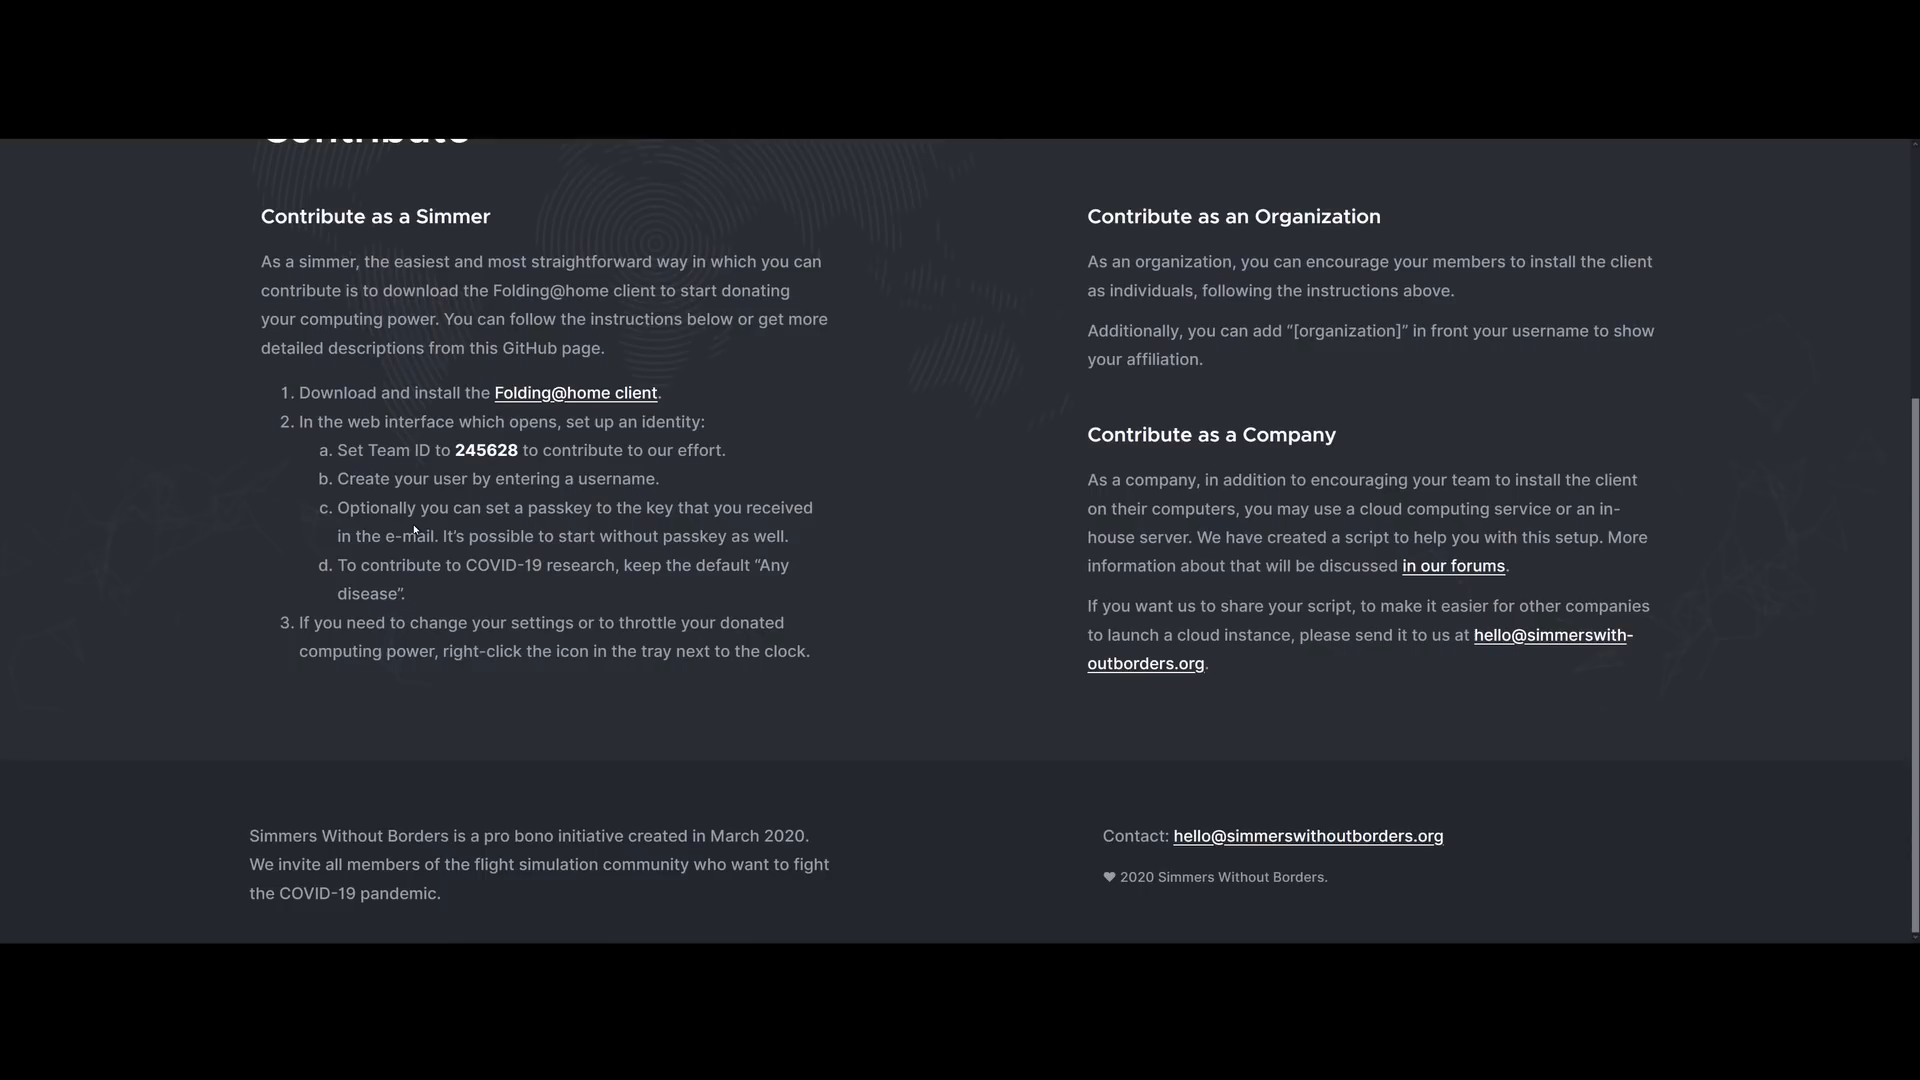 Contribute
Contribute as a Simmer
As a simmer, the easiest and most straightforward way in which you can
contribute is to download the Folding@home client to start donating
your computing power. You can follow the instructions below or get more
detailed descriptions from this GitHub page.
1. Download and install the Folding@home client.
2. In the web interface which opens, set up an identity:
a. Set Team ID to 245628 to contribute to our effort.
b. Create your user by entering a username.
c. Optionally you can set a passkey to the key that you received
in the e-mail. It’s possible to start without passkey as well.
d. To contribute to COVID-19 research, keep the default “Any
disease”.
3. If you need to change your settings or to throttle your donated
computing power, right-click the icon in the tray next to the clock.
Contribute as an Organization
As an organization, you can encourage your members to install the client
as individuals, following the instructions above.
Additionally, you can add “[organization]” in front your username to show
your affiliation.
Contribute as a Company
As a company, in addition to encouraging your team to install the client
on their computers, you may use a cloud computing service or an in-
house server. We have created a script to help you with this setup. More
information about that will be discussed in our forums.
If you want us to share your script, to make it easier for other companies
to launch a cloud instance, please send it to us at hello@simmerswith-
outborders.org.
Simmers Without Borders is a pro bono initiative created in March 2020.
We invite all members of the flight simulation community who want to fight
the COVID-19 pandemic.
Contact: hello@simmerswithoutborders.org
♥ 2020 Simmers Without Borders.